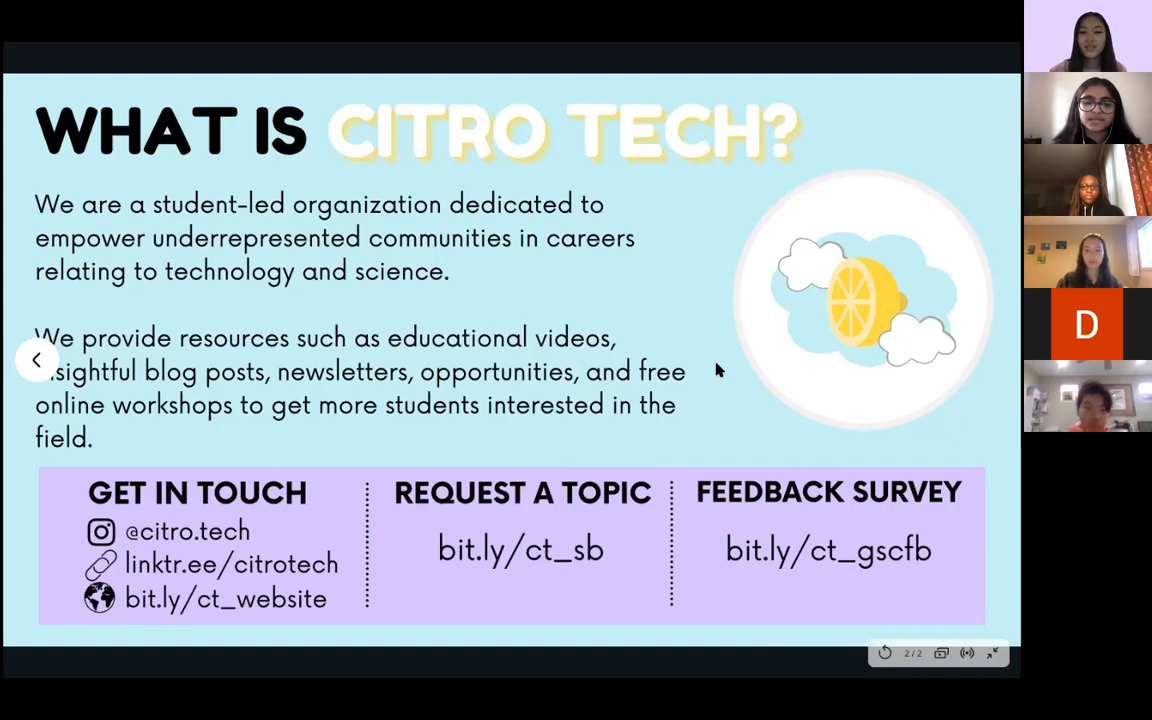 WHAT IS CITRO TECH?
We are a student-led organization dedicated to
empower underrepresented communities in careers
relating to technology and science.
We provide resources such as educational videos,
insightful blog posts, newsletters, opportunities, and free
online workshops to get more students interested in the
field.
GET IN TOUCH
@citro.tech
linktr.ee/citrotech
bit.ly/ct_website
REQUEST A TOPIC
bit.ly/ct_sb
FEEDBACK SURVEY
bit.ly/ct_gscfb
2/2
D